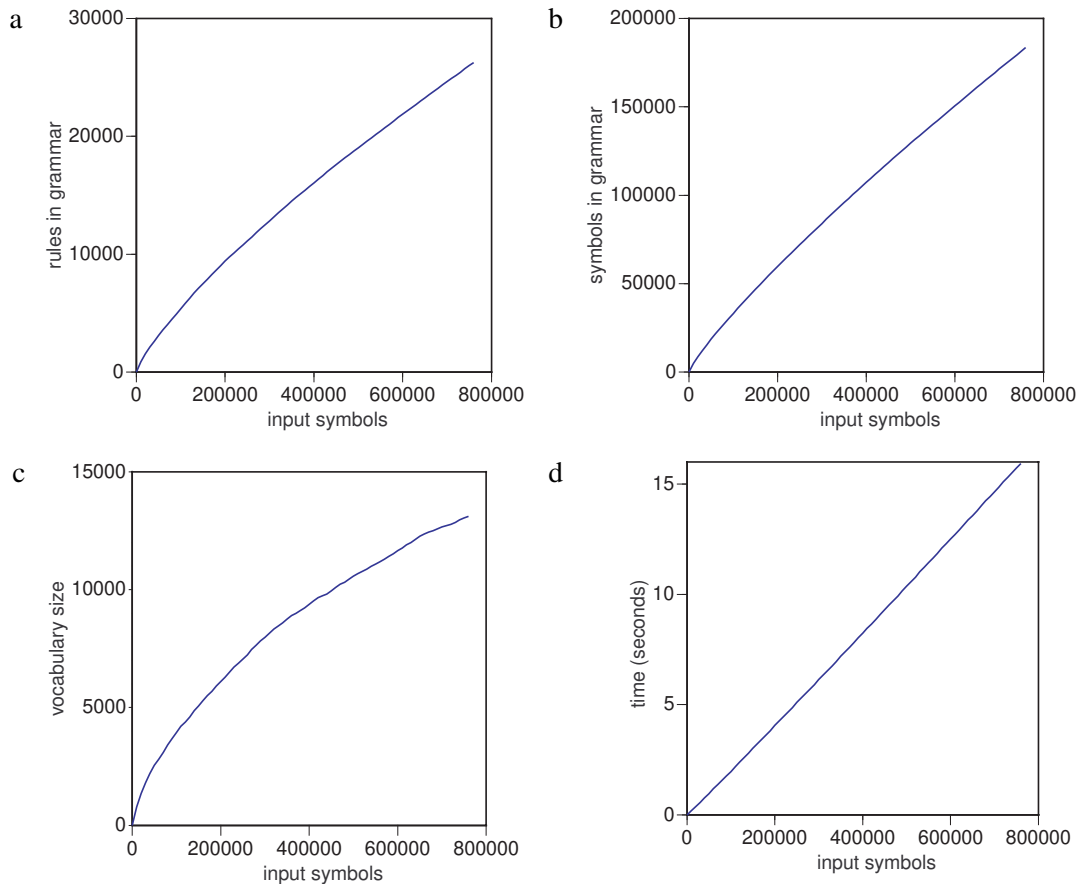 a
30000
20000
10000
0
rules in grammar
0 200000 400000 600000 800000
input symbols
b
200000
150000
100000
50000
0
symbols in grammar
0 200000 400000 600000 800000
input symbols
c
15000
10000
5000
0
vocabulary size
0 200000 400000 600000 800000
input symbols
d
15
10
5
0
time (seconds)
0 200000 400000 600000 800000
input symbols